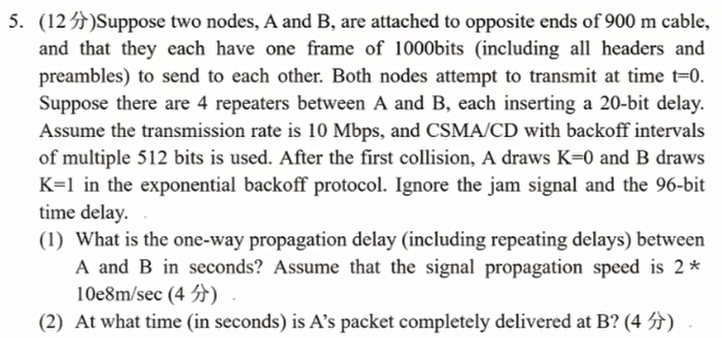 5. (12分)Suppose two nodes, A and B, are attached to opposite ends of 900 m cable,
and that they each have one frame of 1000bits (including all headers and
preambles) to send to each other. Both nodes attempt to transmit at time t=0.
Suppose there are 4 repeaters between A and B, each inserting a 20-bit delay.
Assume the transmission rate is 10 Mbps, and CSMA/CD with backoff intervals
of multiple 512 bits is used. After the first collision, A draws K=0 and B draws
K=1 in the exponential backoff protocol. Ignore the jam signal and the 96-bit
time delay.
(1) What is the one-way propagation delay (including repeating delays) between
A and B in seconds? Assume that the signal propagation speed is 2 *
10e8m/sec (4 分)
(2) At what time (in seconds) is A's packet completely delivered at B? (4 分)